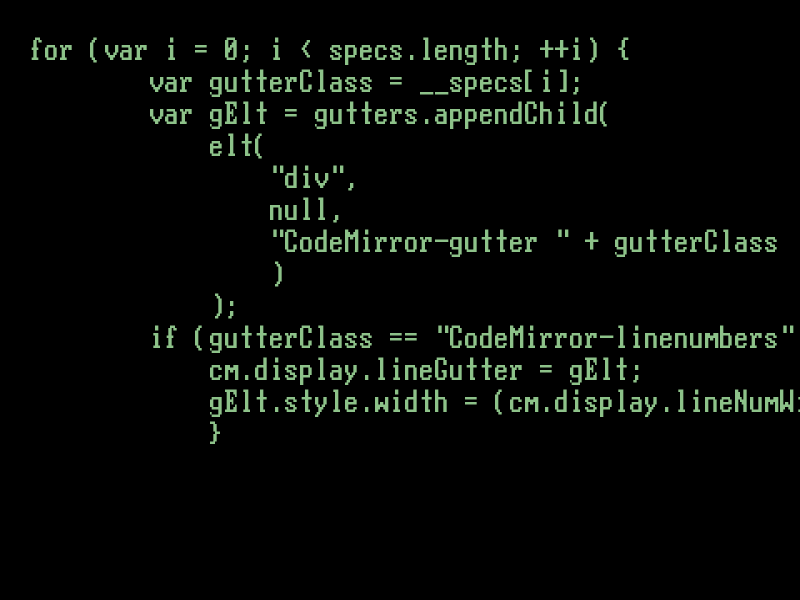 for (var i = 0; i < specs.length; ++i) {
var gutterClass = __specs[i];
var gElt = gutters.appendChild(
elt(
"div",
null,
"CodeMirror-gutter " + gutterClass
)
);
if (gutterClass == "CodeMirror-linenumbers"
cm.display.lineGutter = gElt;
gElt.style.width = (cm.display.lineNumWi
}